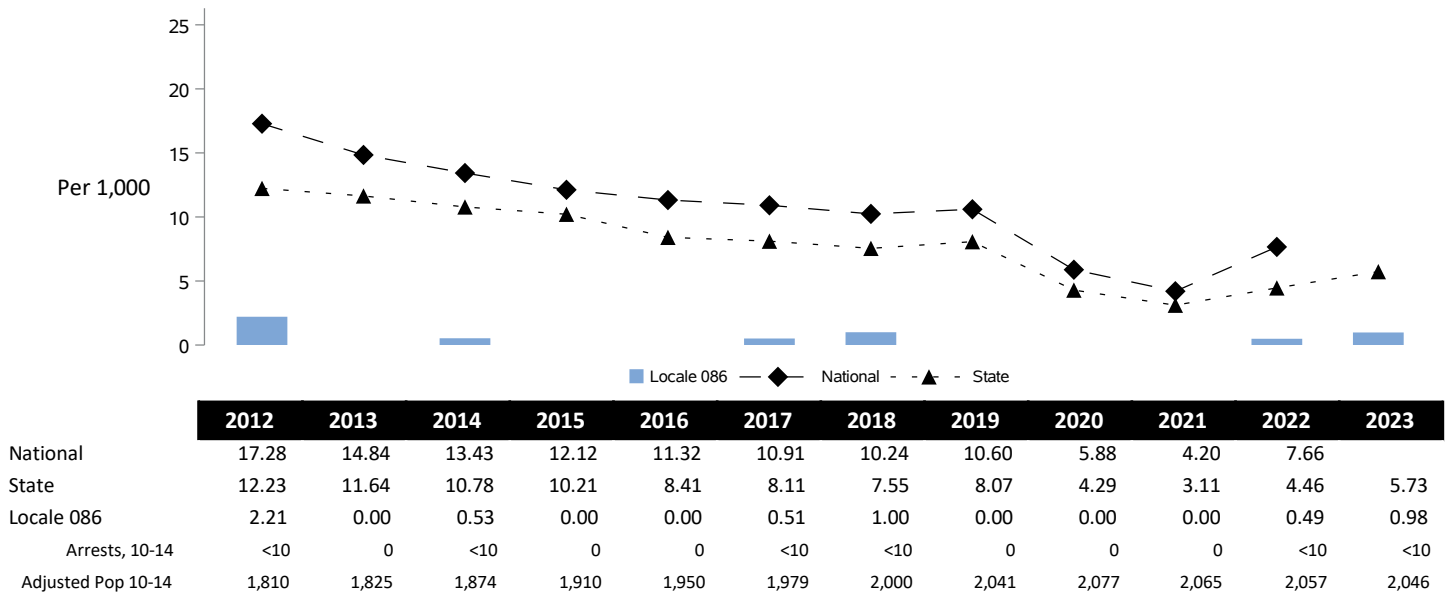 25
20
15
Per 1,000
10
5
0
Locale 086 National State
2012 2013 2014 2015 2016 2017 2018 2019 2020 2021 2022 2023
National 17.28 14.84 13.43 12.12 11.32 10.91 10.24 10.60 5.88 4.20 7.66
State 12.23 11.64 10.78 10.21 8.41 8.11 7.55 8.07 4.29 3.11 4.46 5.73
Locale 086 2.21 0.00 0.53 0.00 0.00 0.51 1.00 0.00 0.00 0.00 0.49 0.98
Arrests, 10-14 <10 0 <10 0 0 <10 <10 0 0 0 <10 <10
Adjusted Pop 10-14 1,810 1,825 1,874 1,910 1,950 1,979 2,000 2,041 2,077 2,065 2,057 2,046